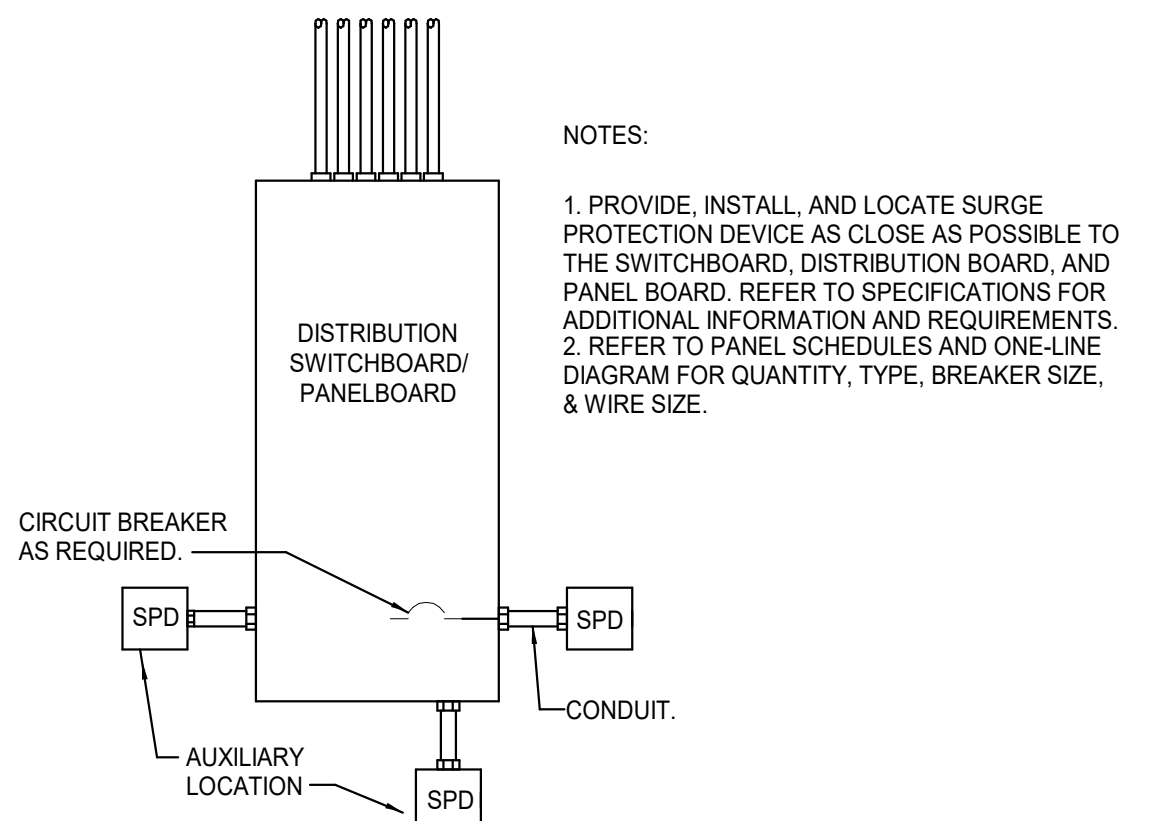 NOTES:
1. PROVIDE, INSTALL, AND LOCATE SURGE
PROTECTION DEVICE AS CLOSE AS POSSIBLE TO
THE SWITCHBOARD, DISTRIBUTION BOARD, AND
PANEL BOARD. REFER TO SPECIFICATIONS FOR
ADDITIONAL INFORMATION AND REQUIREMENTS.
2. REFER TO PANEL SCHEDULES AND ONE-LINE
DIAGRAM FOR QUANTITY, TYPE, BREAKER SIZE,
& WIRE SIZE.
DISTRIBUTION
SWITCHBOARD/
PANELBOARD
CIRCUIT BREAKER
AS REQUIRED.
SPD
SPD
CONDUIT.
AUXILIARY
LOCATION
SPD